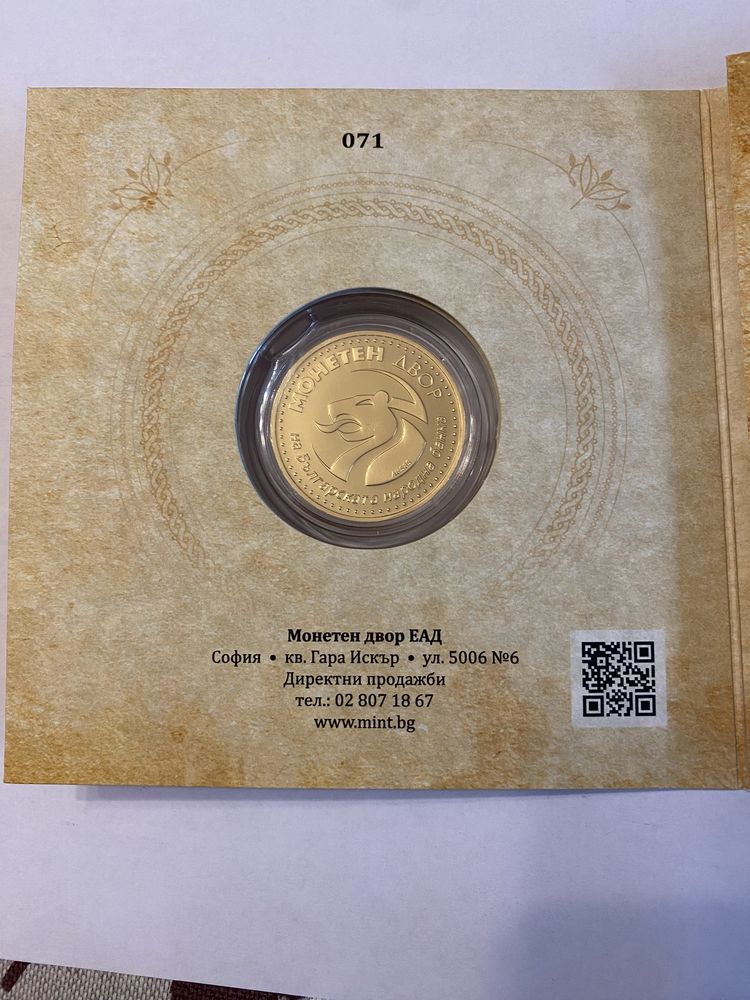 071
МОНЕТЕН ДВОР
на Българската народна банка
Монетен двор ЕАД
София • кв. Гара Искър • ул. 5006 №6
Директни продажби
тел.: 02 807 18 67
www.mint.bg